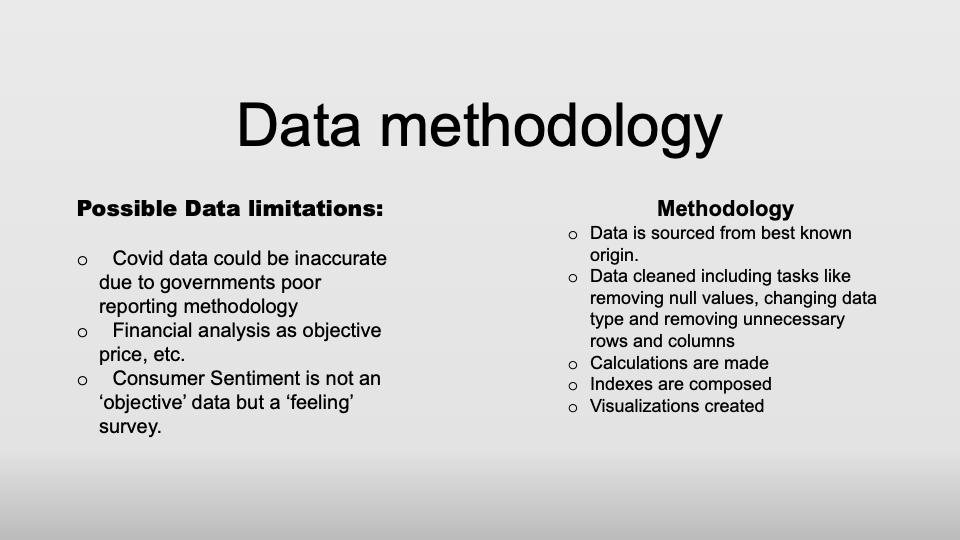 Data methodology
Possible Data limitations:
o Covid data could be inaccurate
due to governments poor
reporting methodology
o Financial analysis as objective
price, etc.
o Consumer Sentiment is not an
‘objective’ data but a ‘feeling’
survey.
Methodology
o Data is sourced from best known
origin.
o Data cleaned including tasks like
removing null values, changing data
type and removing unnecessary
rows and columns
o Calculations are made
o Indexes are composed
o Visualizations created